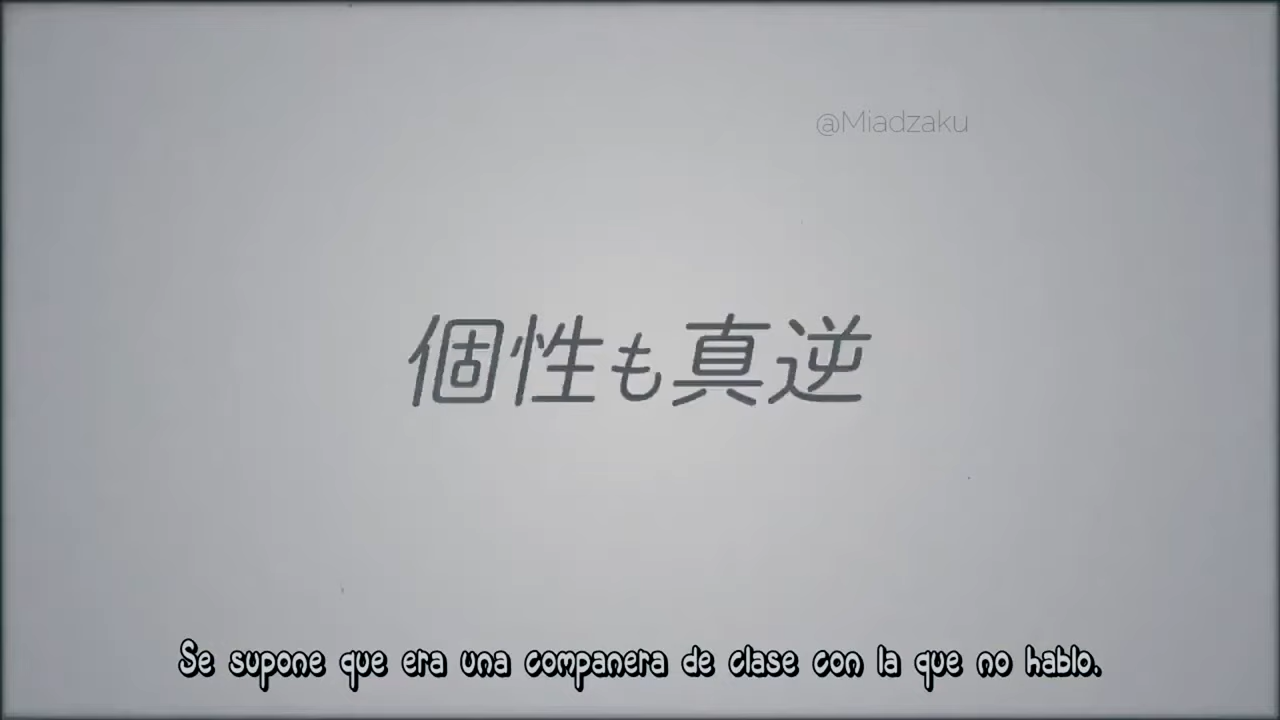 @Miadzaku
個性も真逆
Se supone que era una companera de clase con la que no hablo.